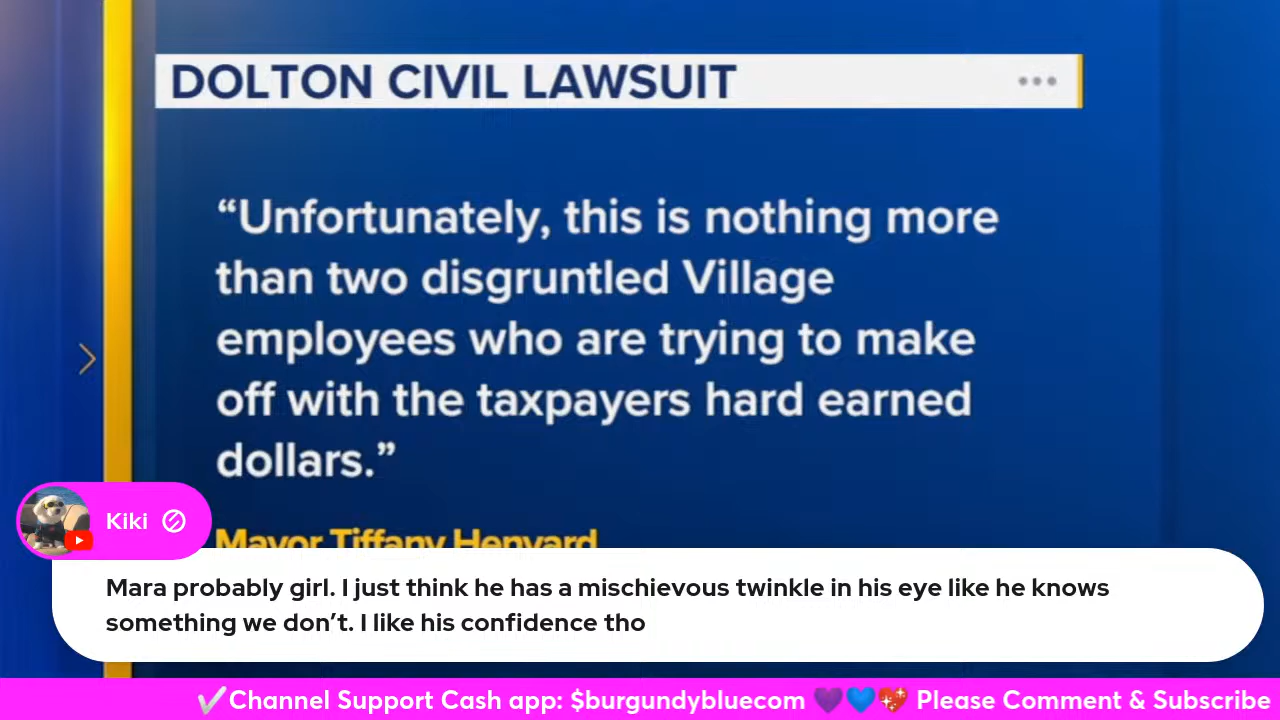 DOLTON CIVIL LAWSUIT
“Unfortunately, this is nothing more
than two disgruntled Village
employees who are trying to make
off with the taxpayers hard earned
dollars.”
Mayor Tiffany Henyard
Kiki
Mara probably girl. I just think he has a mischievous twinkle in his eye like he knows
something we don’t. I like his confidence tho
✔Channel Support Cash app: $burgundybluecom 💜💙💖 Please Comment & Subscribe